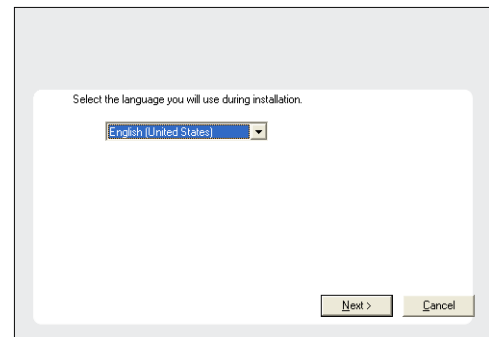 Select the language you will use during installation.
English (United States)
Next >
Cancel